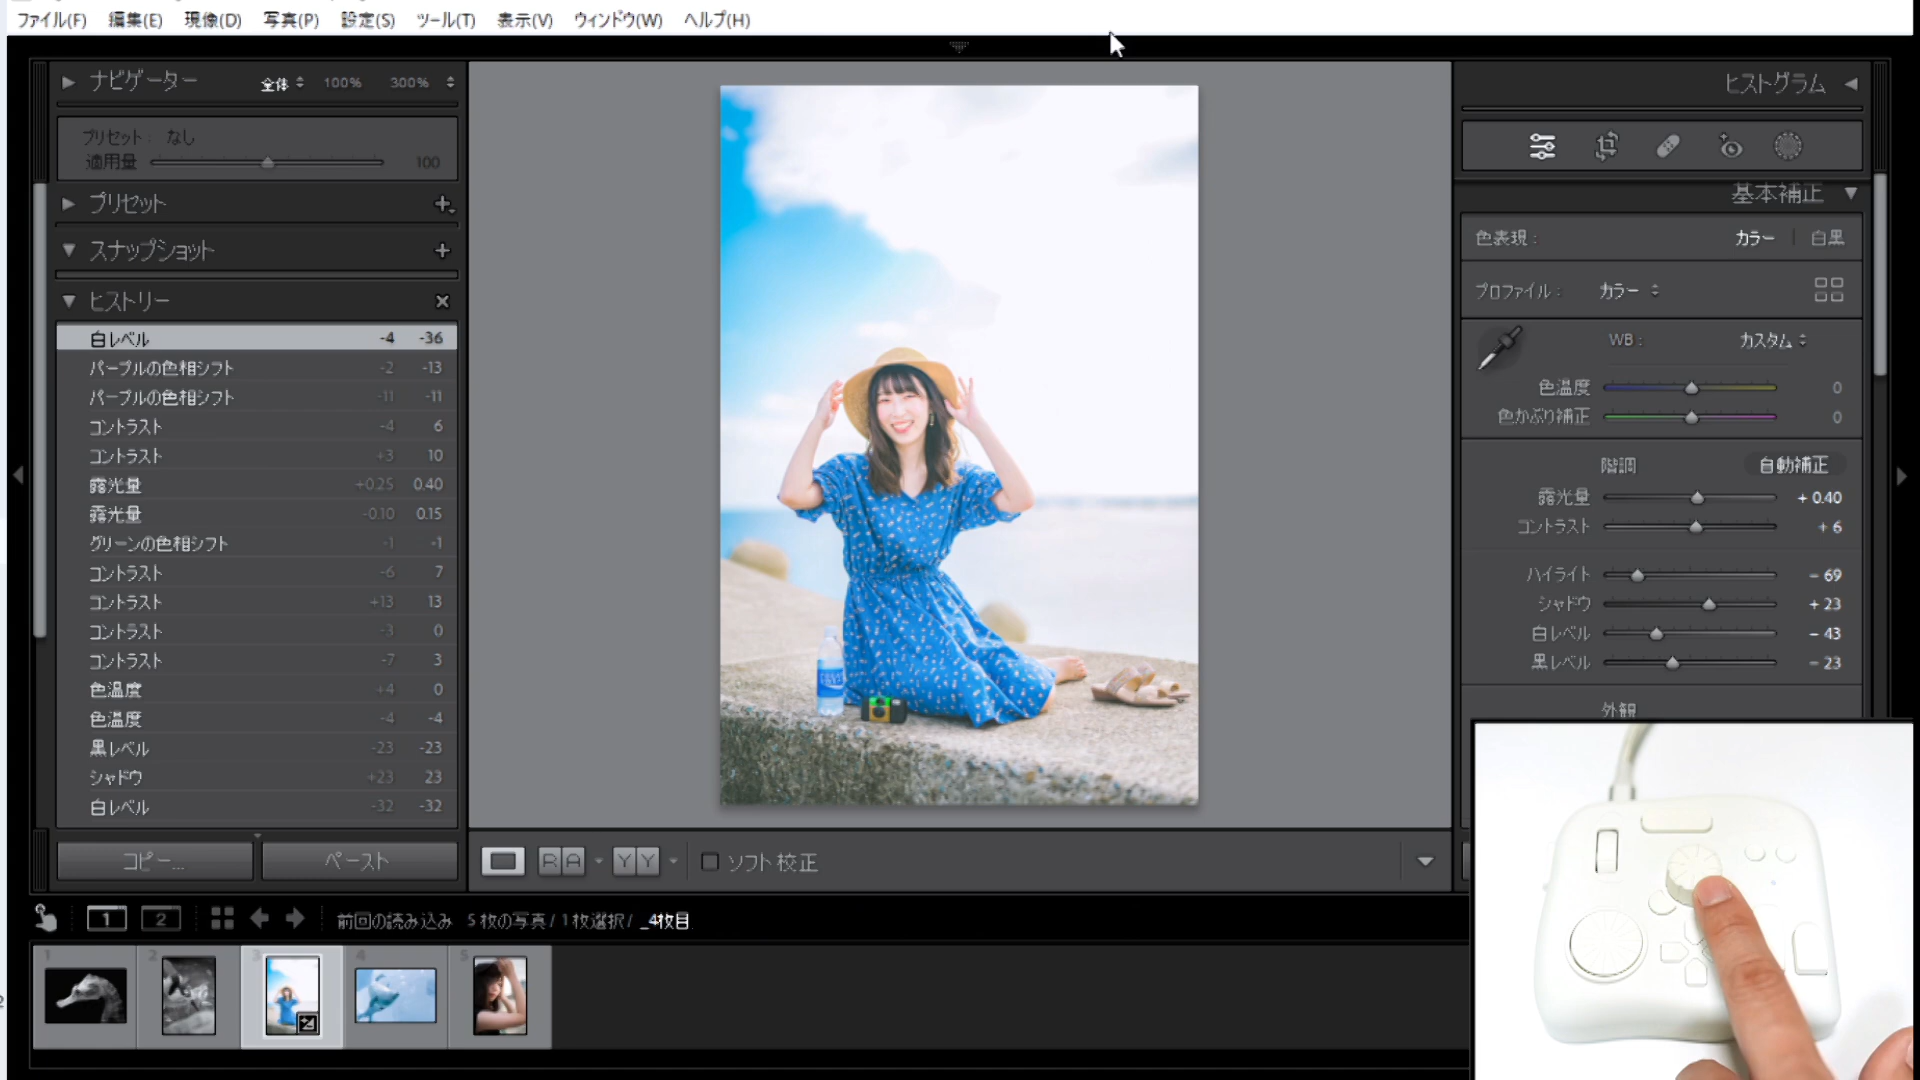 ファイル(F) 編集(E) 現像(D) 写真(P) 設定(S) ツール(T) 表示(V) ウィンドウ(W) ヘルプ(H)
ナビゲーター 全体 100% 300%
プリセット: なし
適用量 100
プリセット
スナップショット
ヒストリー
白レベル -4 -36
パープルの色相シフト -2 -13
パープルの色相シフト -11 -11
コントラスト -4 6
コントラスト +3 10
露光量 +0.25 0.40
露光量 -0.10 0.15
グリーンの色相シフト -1 -1
コントラスト -6 7
コントラスト +13 13
コントラスト -3 0
コントラスト -7 3
色温度 +4 0
色温度 -4 -4
黒レベル -23 -23
シャドウ +23 23
白レベル -32 -32
コピー... ペースト
RA YY ソフト校正
ヒストグラム
基本補正
色表現: カラー 白黒
プロファイル: カラー
WB: カスタム
色温度 0
色かぶり補正 0
階調 自動補正
露光量 + 0.40
コントラスト + 6
ハイライト - 69
シャドウ + 23
白レベル - 43
黒レベル - 23
外観
1 2 前回の読み込み 5 枚の写真 / 1 枚選択 / _4枚目
1 2 3 4 5